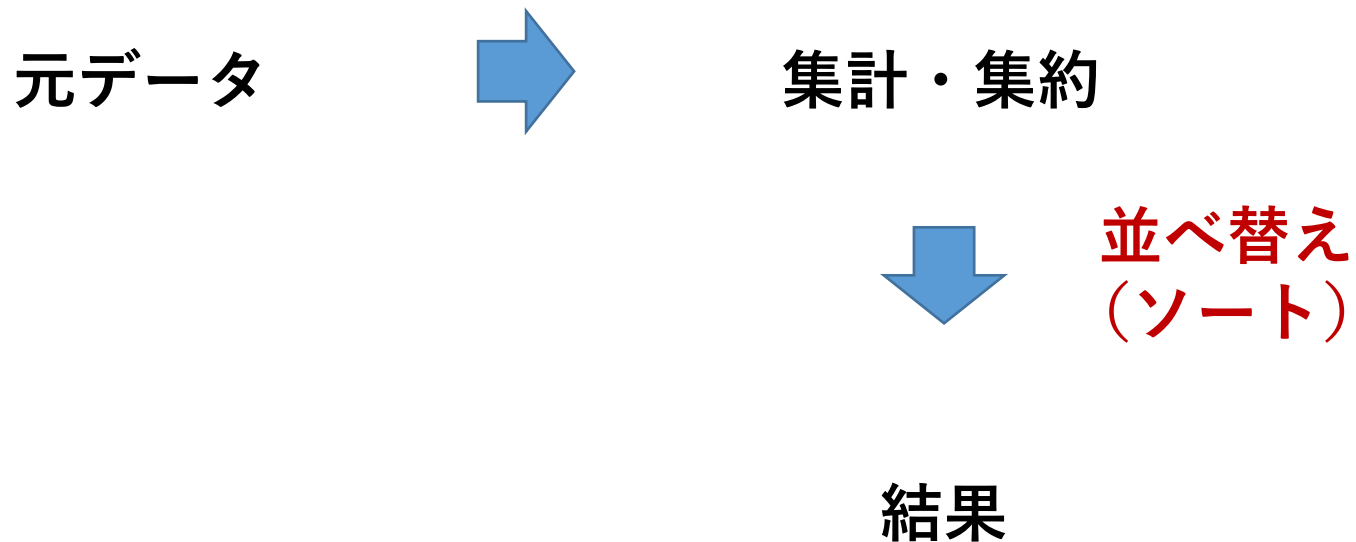 元データ
集計・集約
並べ替え
（ソート）
結果